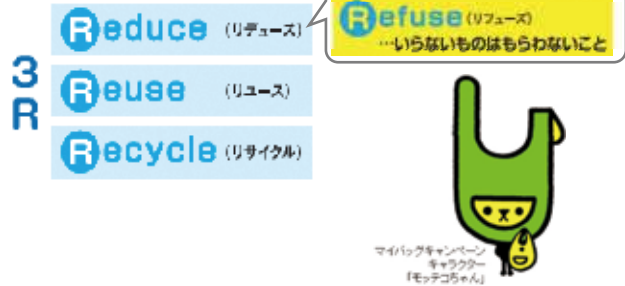 3R
Reduce（リデュース）
Refuse（リフューズ）
…いらないものはもらわないこと
Reuse（リユース）
Recycle（リサイクル）
マイバッグキャンペーン
キャラクター
「モッテコちゃん」